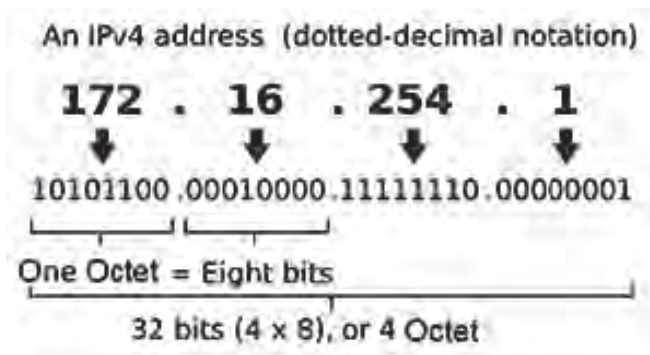 An IPv4 address (dotted-decimal notation)
172 . 16 . 254 . 1
10101100 .00010000 .11111110 .00000001
One Octet = Eight bits
32 bits (4 x 8), or 4 Octet